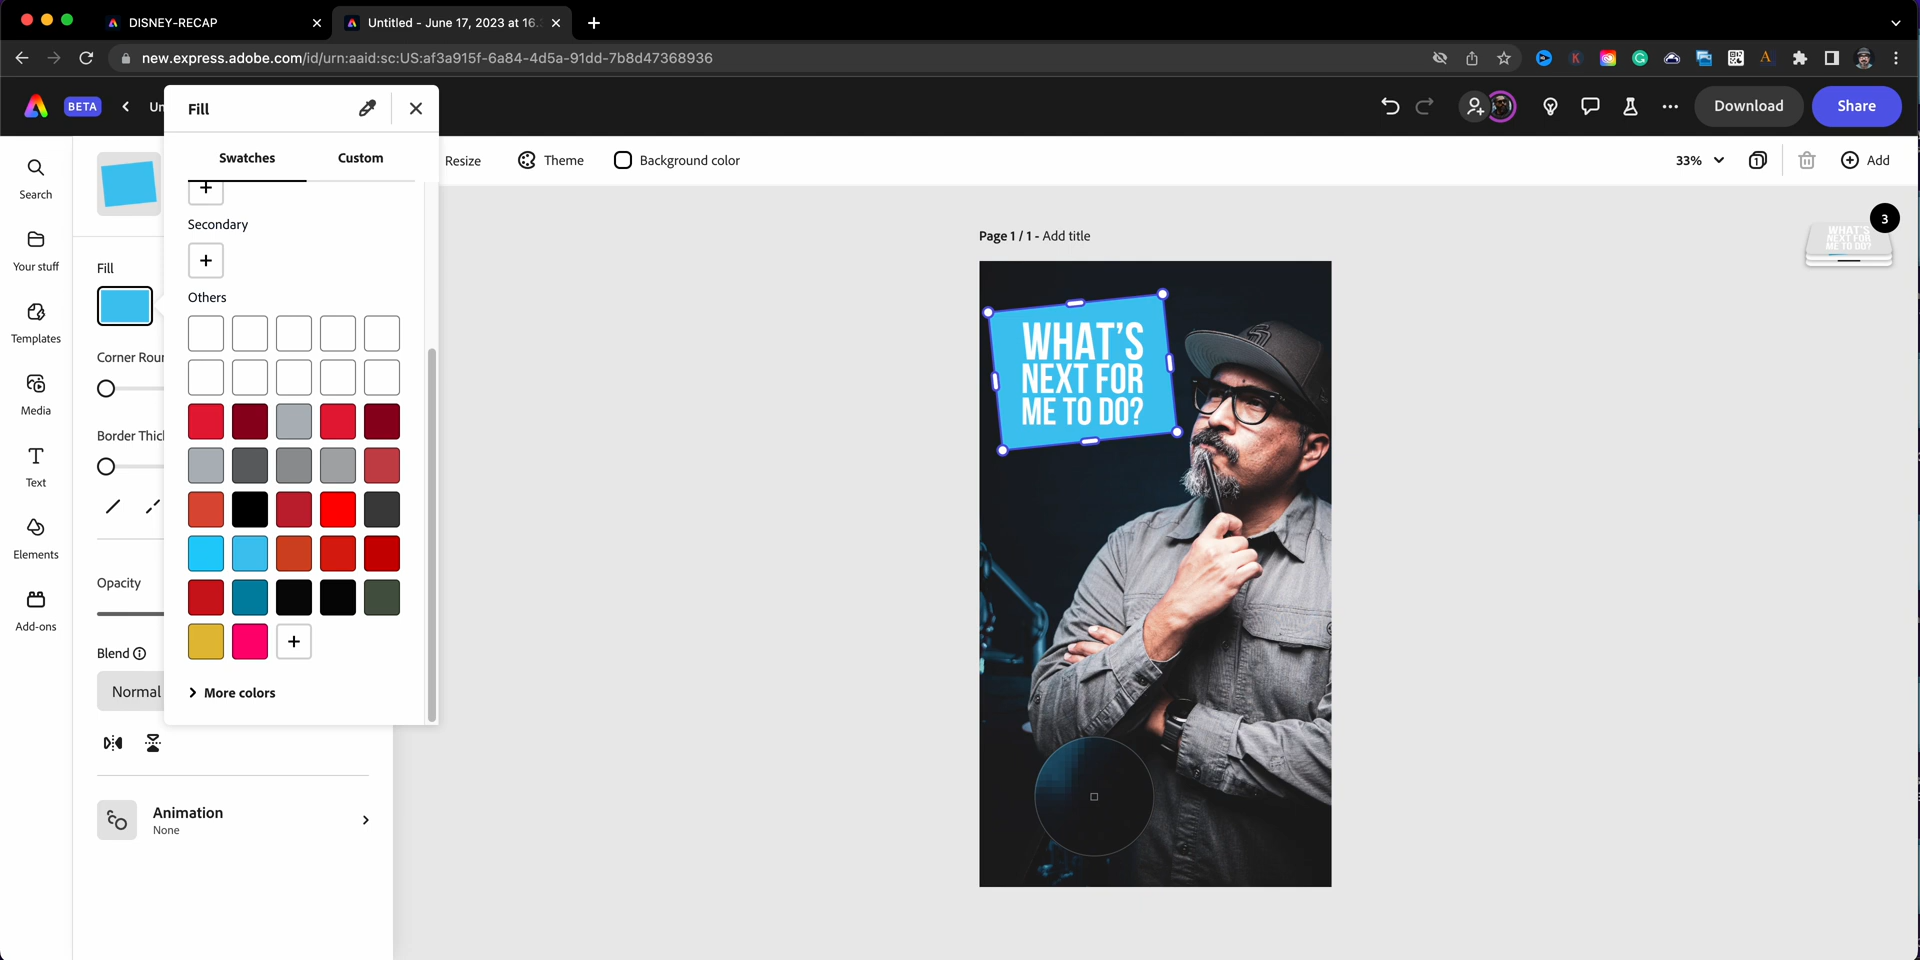 DISNEY-RECAP
Untitled - June 17, 2023 at 16.
new.express.adobe.com/id/urn:aaid:sc:US:af3a915f-6a84-4d5a-91dd-7b8d47368936
BETA
Un
Fill
Download
Share
Swatches
Custom
Resize
Theme
Background color
33%
1
Add
Search
Your stuff
Templates
Media
Text
Elements
Add-ons
Fill
Corner Roun
Border Thic
Opacity
Blend
Normal
Animation
None
Secondary
Others
More colors
Page 1 / 1 - Add title
WHAT'S
NEXT FOR
ME TO DO?
3
WHAT'S
NEXT FOR
ME TO DO?